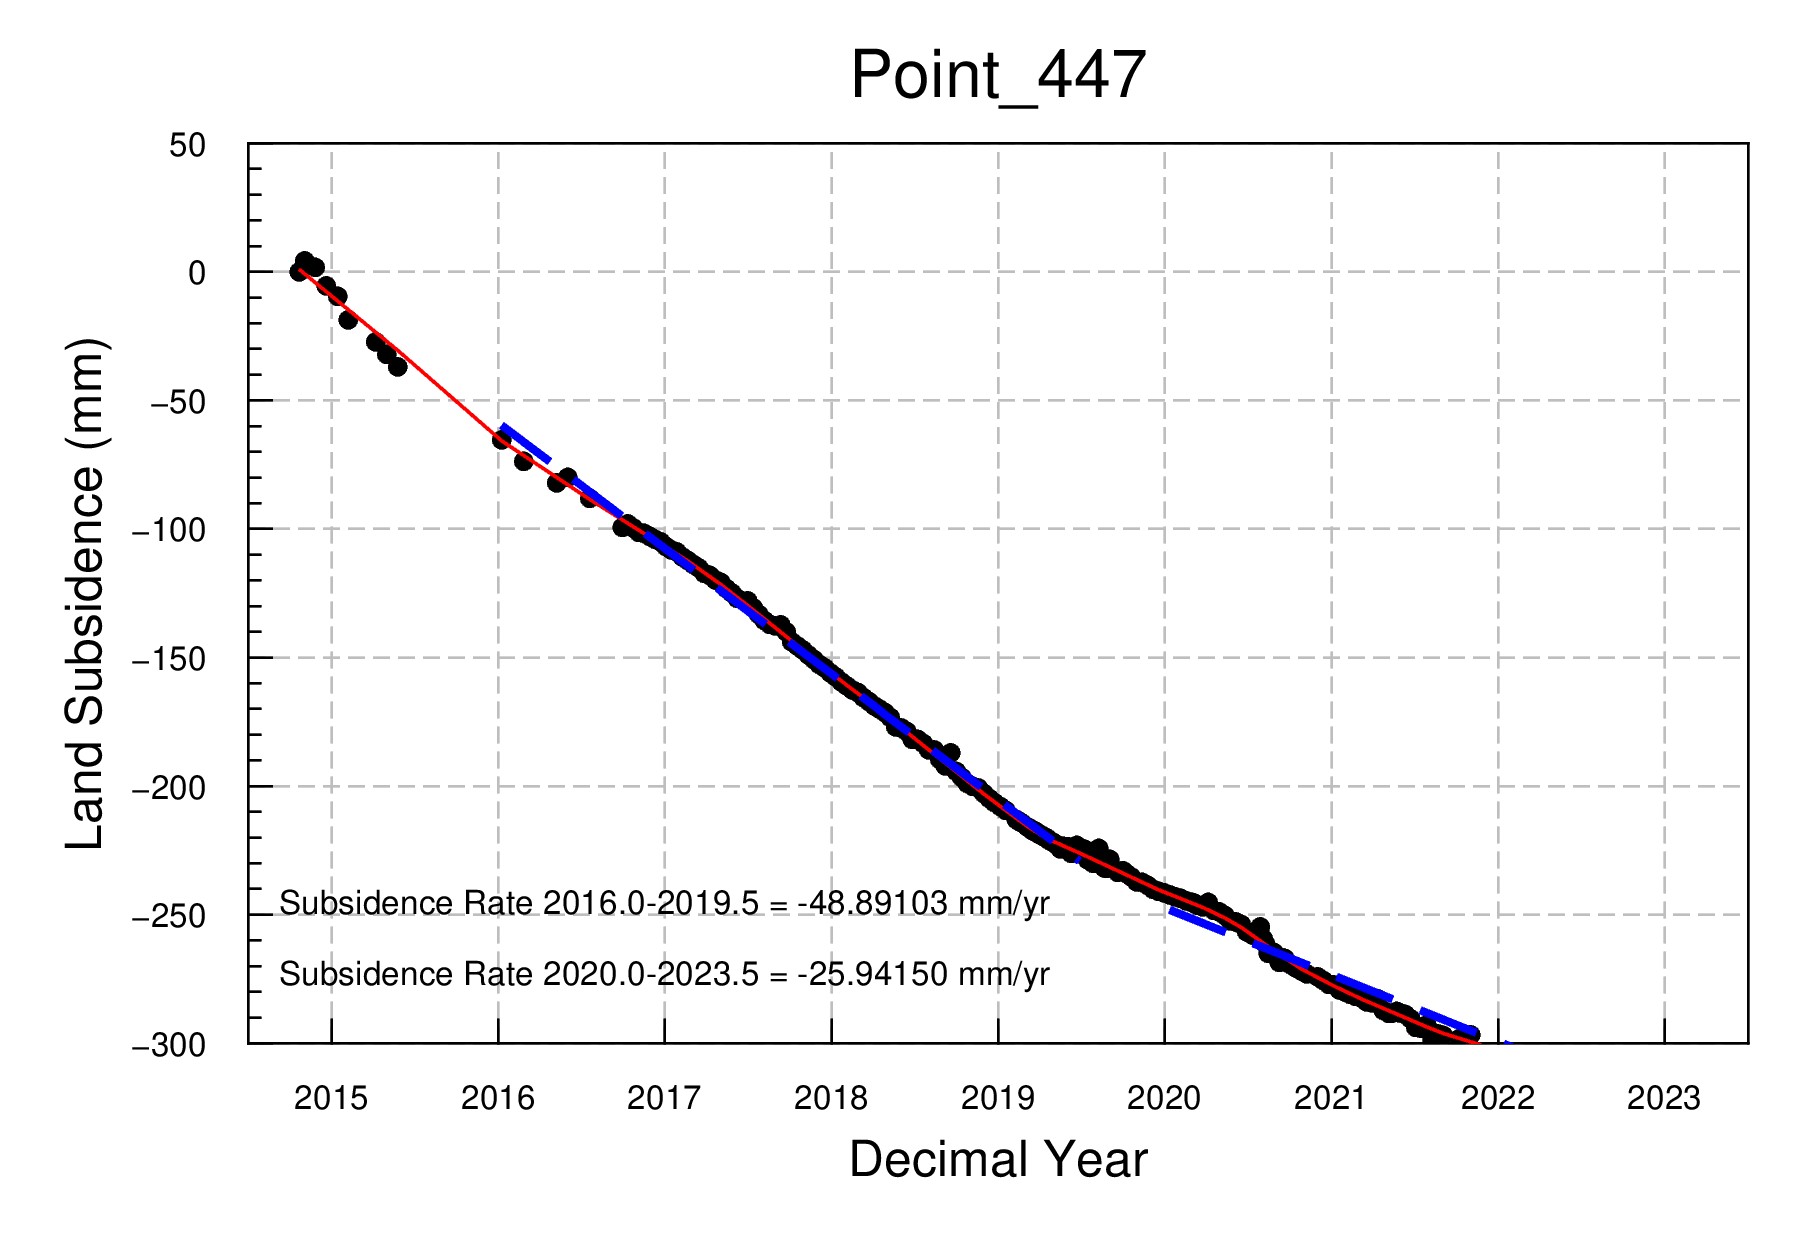 Point_447
50
0
−50
−100
−150
−200
−250
−300
Land Subsidence (mm)
Subsidence Rate 2016.0-2019.5 = -48.89103 mm/yr
Subsidence Rate 2020.0-2023.5 = -25.94150 mm/yr
2015 2016 2017 2018 2019 2020 2021 2022 2023
Decimal Year